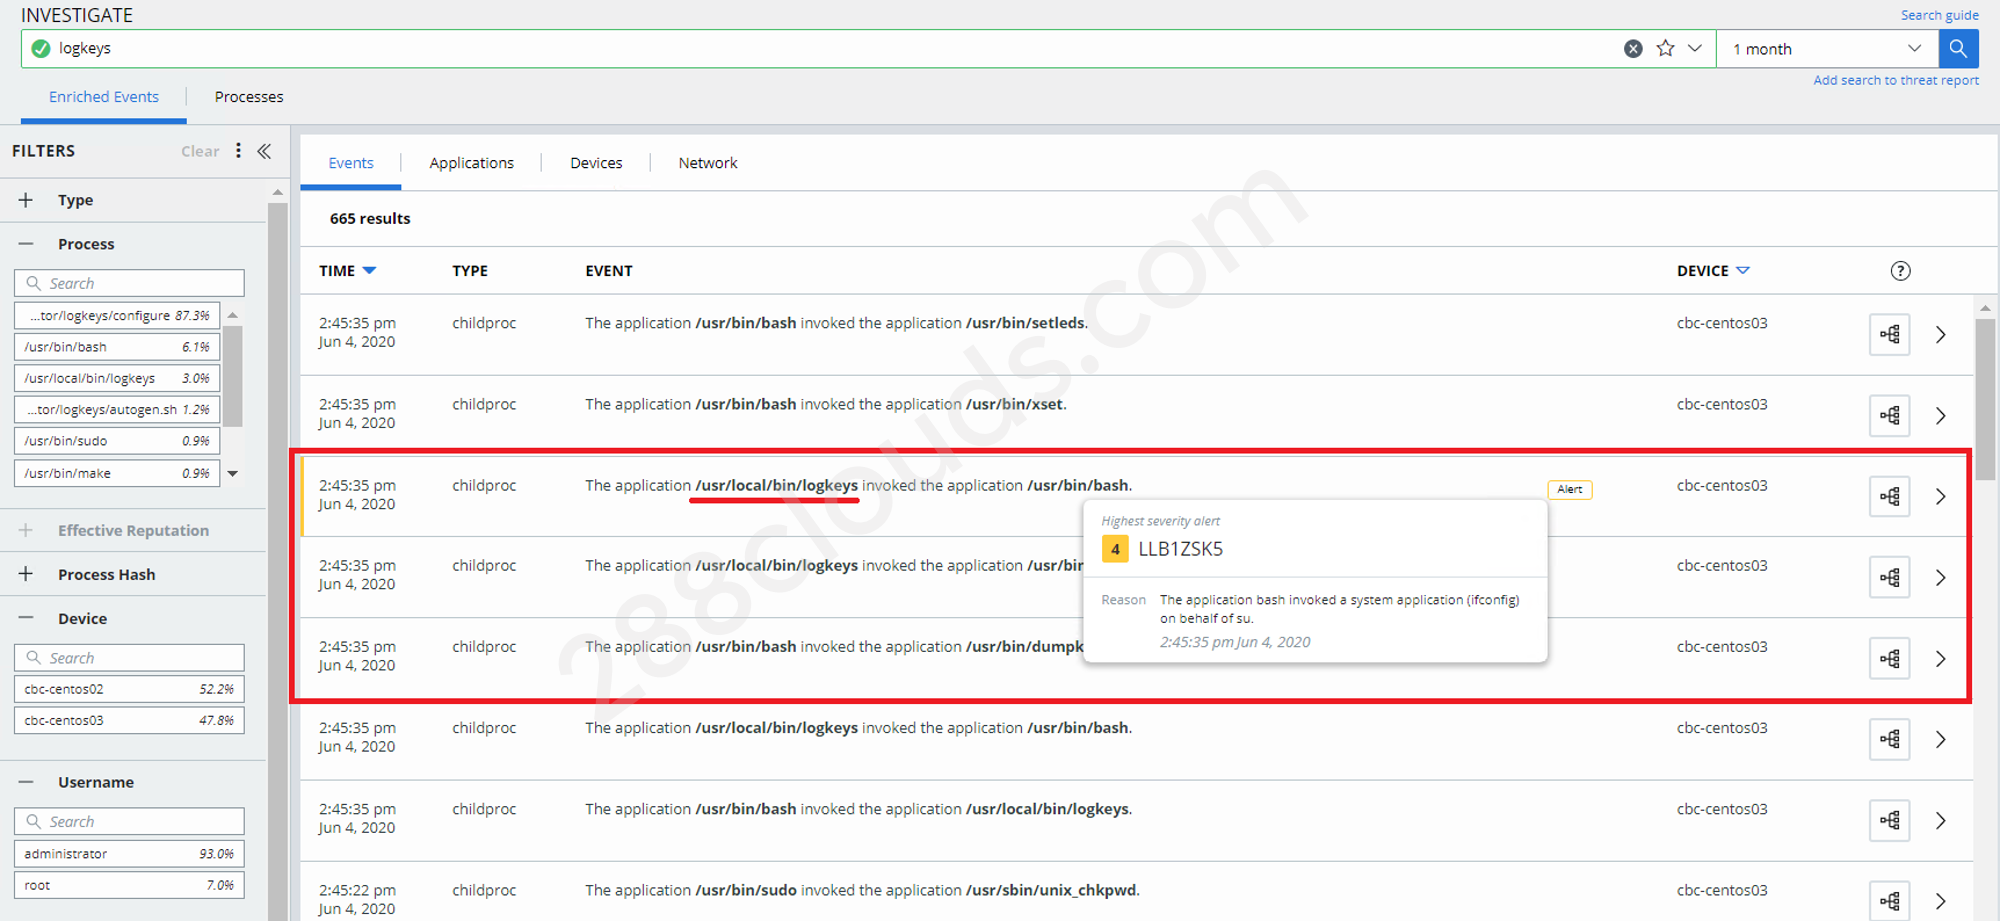 INVESTIGATE
Search guide
logkeys
1 month
Add search to threat report
Enriched Events
Processes
FILTERS
Clear
Events
Applications
Devices
Network
Type
665 results
Process
TIME
TYPE
EVENT
DEVICE
?
Search
...tor/logkeys/configure 87.3%
/usr/bin/bash 6.1%
/usr/local/bin/logkeys 3.0%
...tor/logkeys/autogen.sh 1.2%
/usr/bin/sudo 0.9%
/usr/bin/make 0.9%
Effective Reputation
Process Hash
Device
Search
cbc-centos02 52.2%
cbc-centos03 47.8%
Username
Search
administrator 93.0%
root 7.0%
2:45:35 pm childproc The application /usr/bin/bash invoked the application /usr/bin/setleds. cbc-centos03
Jun 4, 2020
2:45:35 pm childproc The application /usr/bin/bash invoked the application /usr/bin/xset. cbc-centos03
Jun 4, 2020
2:45:35 pm childproc The application /usr/local/bin/logkeys invoked the application /usr/bin/bash. Alert cbc-centos03
Jun 4, 2020
Highest severity alert
4 LLB1ZSK5
Reason The application bash invoked a system application (ifconfig)
on behalf of su.
2:45:35 pm Jun 4, 2020
2:45:35 pm childproc The application /usr/local/bin/logkeys invoked the application /usr/bin cbc-centos03
Jun 4, 2020
2:45:35 pm childproc The application /usr/bin/bash invoked the application /usr/bin/dumpk cbc-centos03
Jun 4, 2020
2:45:35 pm childproc The application /usr/local/bin/logkeys invoked the application /usr/bin/bash. cbc-centos03
Jun 4, 2020
2:45:35 pm childproc The application /usr/bin/bash invoked the application /usr/local/bin/logkeys. cbc-centos03
Jun 4, 2020
2:45:22 pm childproc The application /usr/bin/sudo invoked the application /usr/sbin/unix_chkpwd. cbc-centos03
Jun 4, 2020
288clouds.com